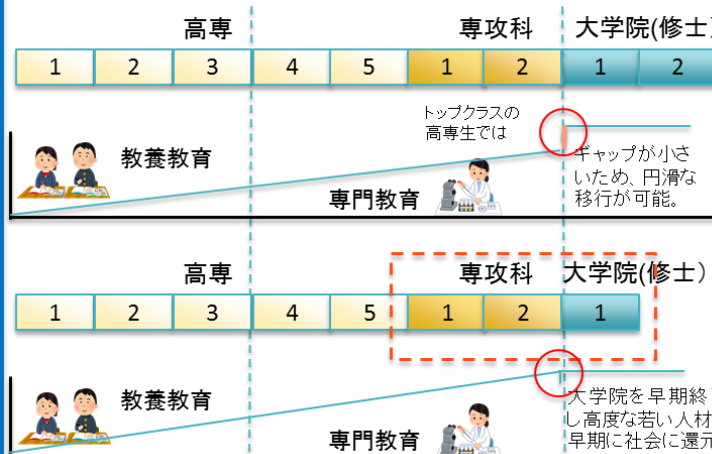 高専 専攻科 大学院(修士)
1 2 3 4 5 1 2 1 2
トップクラスの
高専生では
教養教育
専門教育
ギャップが小さ
いため、円滑な
移行が可能。
高専 専攻科 大学院(修士)
1 2 3 4 5 1 2 1
教養教育
専門教育
大学院を早期終
し高度な若い人材
早期に社会に還元